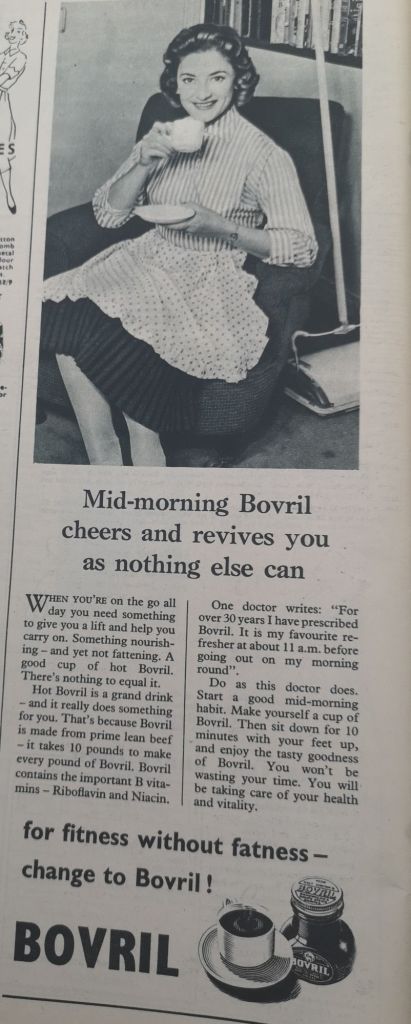 ES
tton
omb
etal
lour
atch
12/9
Mid-morning Bovril
cheers and revives you
as nothing else can
WHEN YOU'RE on the go all
day you need something
to give you a lift and help you
carry on. Something nourish-
ing – and yet not fattening. A
good cup of hot Bovril.
There's nothing to equal it.
Hot Bovril is a grand drink
– and it really does something
for you. That's because Bovril
is made from prime lean beef
– it takes 10 pounds to make
every pound of Bovril. Bovril
contains the important B vita-
mins – Riboflavin and Niacin.
One doctor writes: "For
over 30 years I have prescribed
Bovril. It is my favourite re-
fresher at about 11 a.m. before
going out on my morning
round".
Do as this doctor does.
Start a good mid-morning
habit. Make yourself a cup of
Bovril. Then sit down for 10
minutes with your feet up,
and enjoy the tasty goodness
of Bovril. You won't be
wasting your time. You will
be taking care of your health
and vitality.
for fitness without fatness –
change to Bovril !
BOVRIL
BOVRIL
BOVRIL